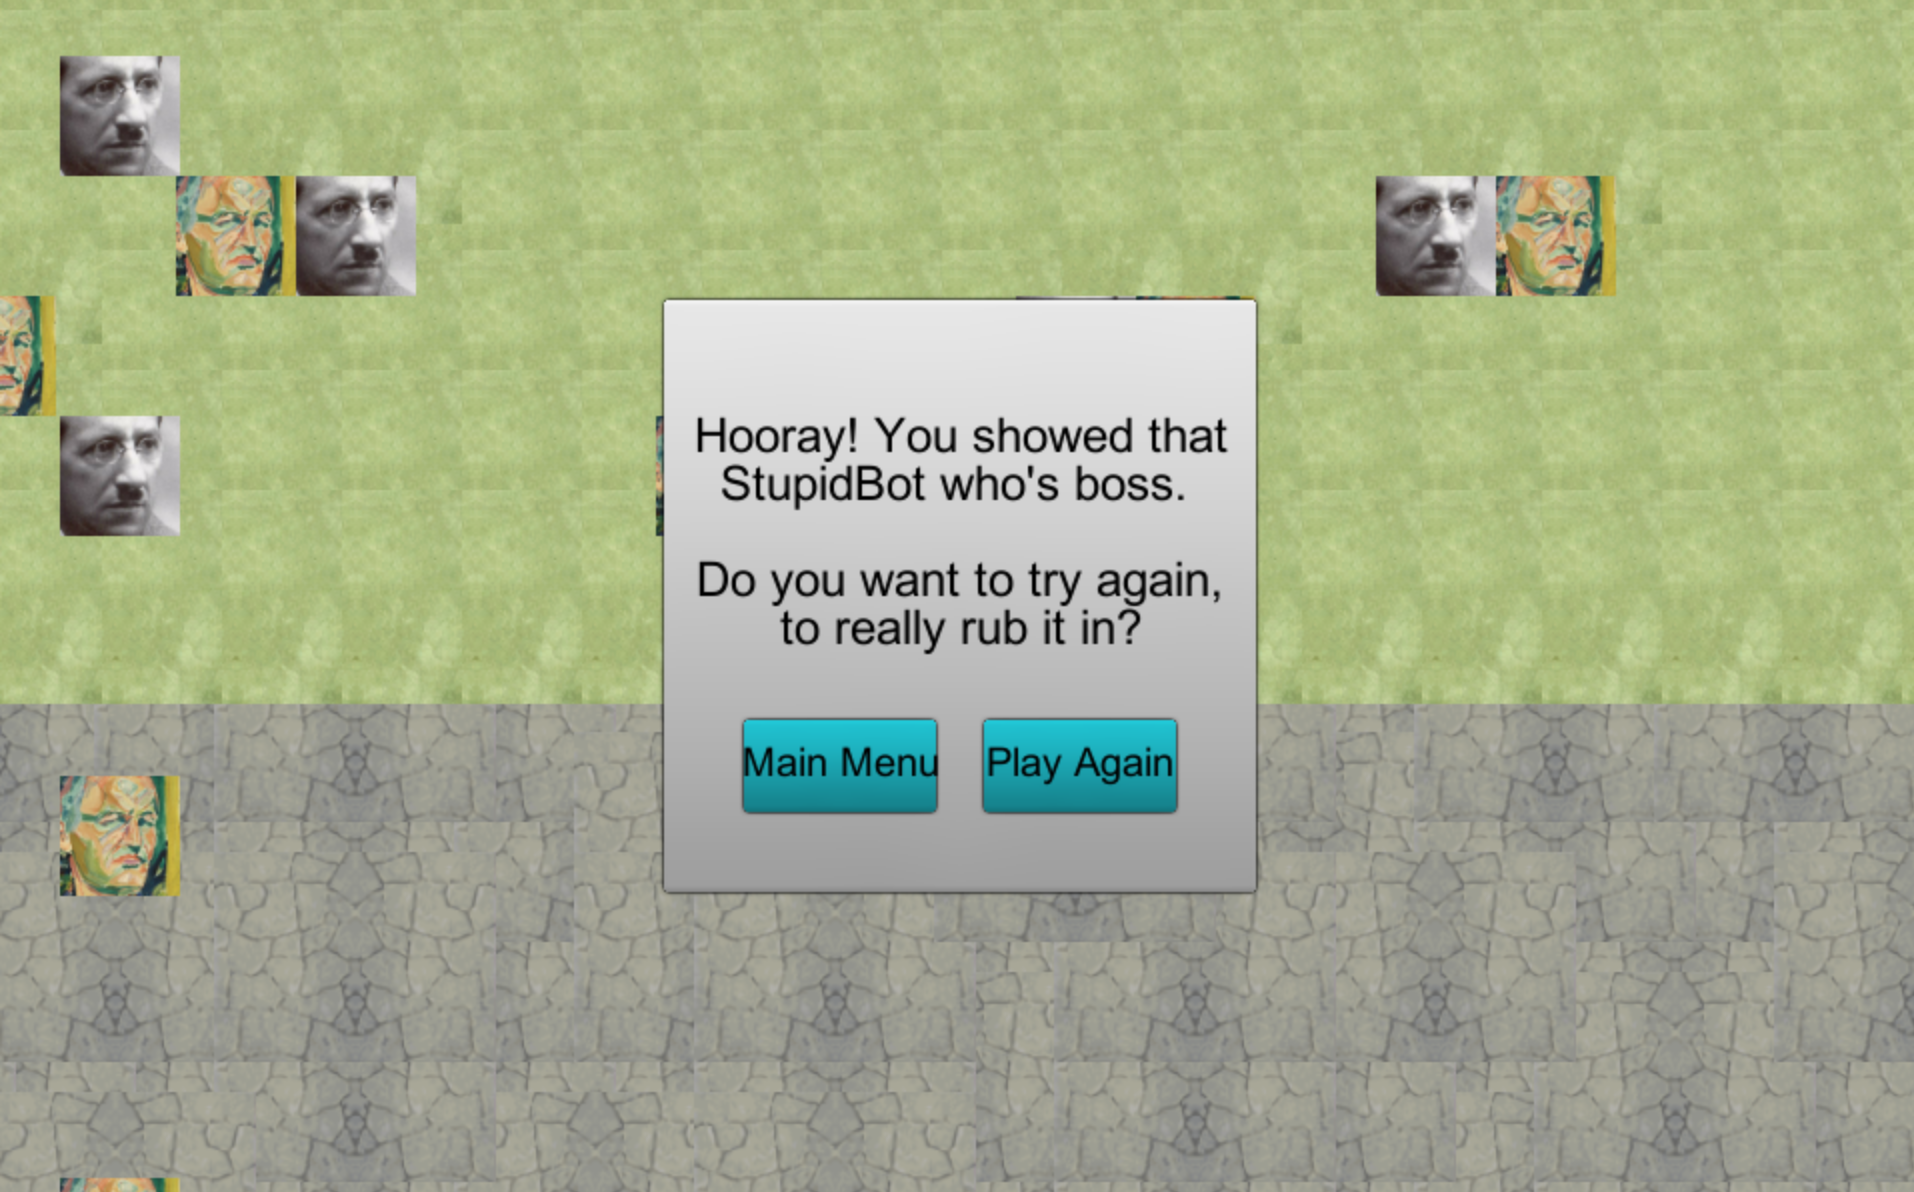 Hooray! You showed that
StupidBot who's boss.
Do you want to try again,
to really rub it in?
Main Menu
Play Again